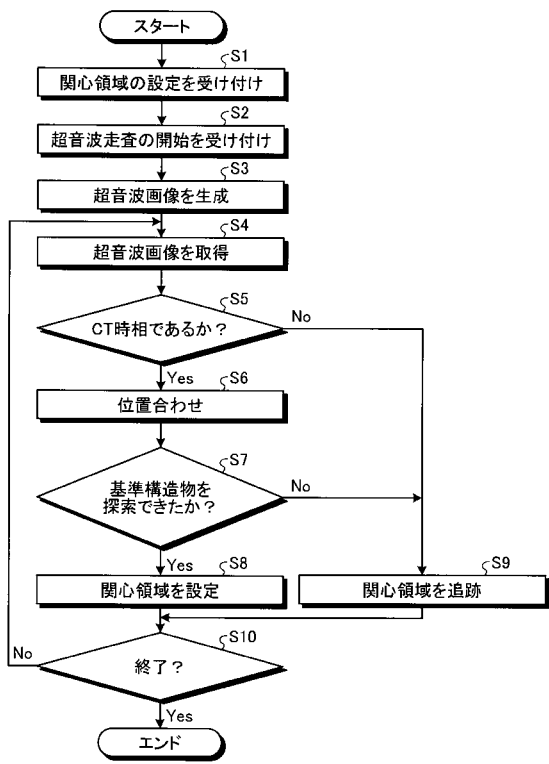 スタート
S1
関心領域の設定を受け付け
S2
超音波走査の開始を受け付け
S3
超音波画像を生成
S4
超音波画像を取得
S5
CT時相であるか？
No
Yes
S6
位置合わせ
S7
基準構造物を
探索できたか？
No
Yes
S8
関心領域を設定
S9
関心領域を追跡
S10
終了？
No
Yes
エンド